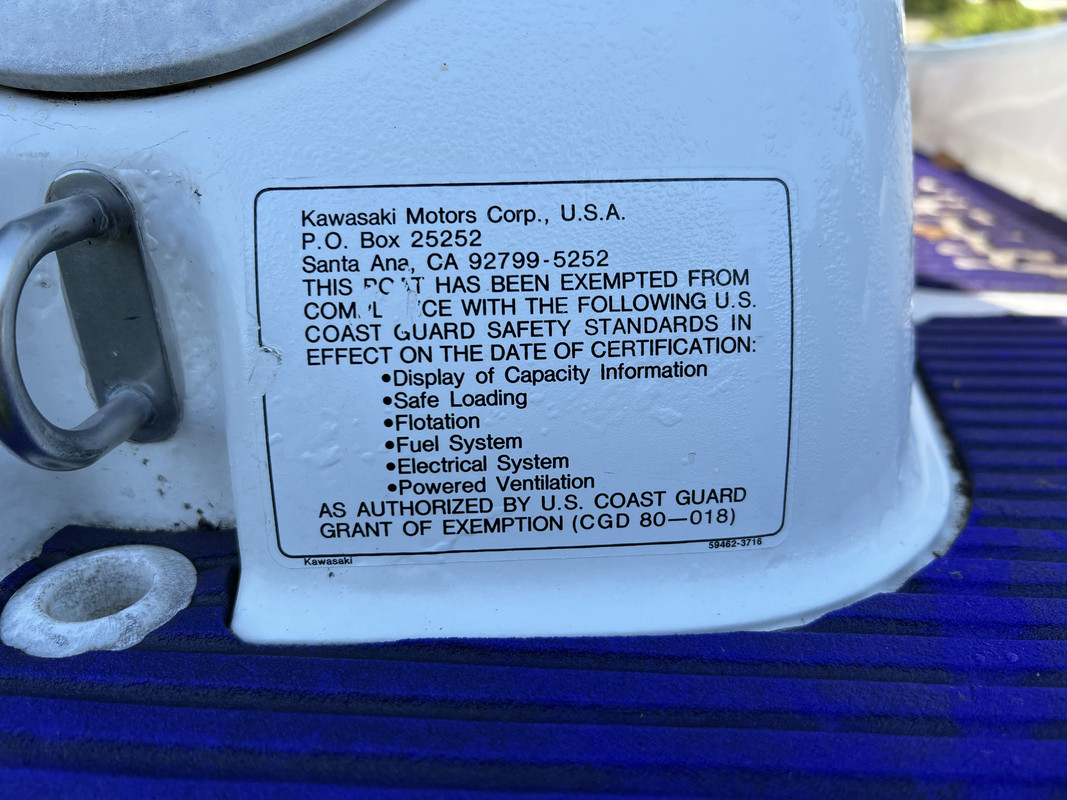 Kawasaki Motors Corp., U.S.A.
P.O. Box 25252
Santa Ana, CA 92799-5252
THIS HAS BEEN EXEMPTED FROM
WITH THE FOLLOWING U.S.
COAST GUARD SAFETY STANDARDS IN
EFFECT ON THE DATE OF CERTIFICATION:
•Display of Capacity Information
•Safe Loading
•Flotation
•Fuel System
•Electrical System
•Powered Ventilation
AS AUTHORIZED BY U.S. COAST GUARD
GRANT OF EXEMPTION (CGD 80—018)
Kawasaki 59462-3716